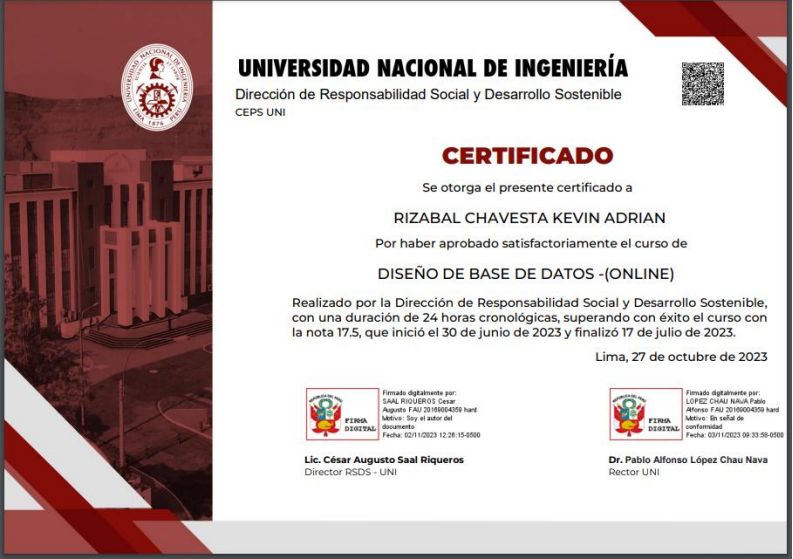 UNIVERSIDAD NACIONAL DE INGENIERÍA
LIMA 1876 PERU
UNIVERSIDAD NACIONAL DE INGENIERÍA
Dirección de Responsabilidad Social y Desarrollo Sostenible
CEPS UNI
CERTIFICADO
Se otorga el presente certificado a
RIZABAL CHAVESTA KEVIN ADRIAN
Por haber aprobado satisfactoriamente el curso de
DISEÑO DE BASE DE DATOS -(ONLINE)
Realizado por la Dirección de Responsabilidad Social y Desarrollo Sostenible,
con una duración de 24 horas cronológicas, superando con éxito el curso con
la nota 17.5, que inició el 30 de junio de 2023 y finalizó 17 de julio de 2023.
Lima, 27 de octubre de 2023
FIRMA
DIGITAL
Firmado digitalmente por:
SAAL RIQUEROS Cesar
Augusto FAU 20169004359 hard
Motivo: Soy el autor del
documento
Fecha: 02/11/2023 12:26:15-0500
Lic. César Augusto Saal Riqueros
Director RSDS - UNI
FIRMA
DIGITAL
Firmado digitalmente por:
LOPEZ CHAU NAVA Pablo
Alfonso FAU 20169004359 hard
Motivo: En señal de
conformidad
Fecha: 03/11/2023 09:33:58-0500
Dr. Pablo Alfonso López Chau Nava
Rector UNI